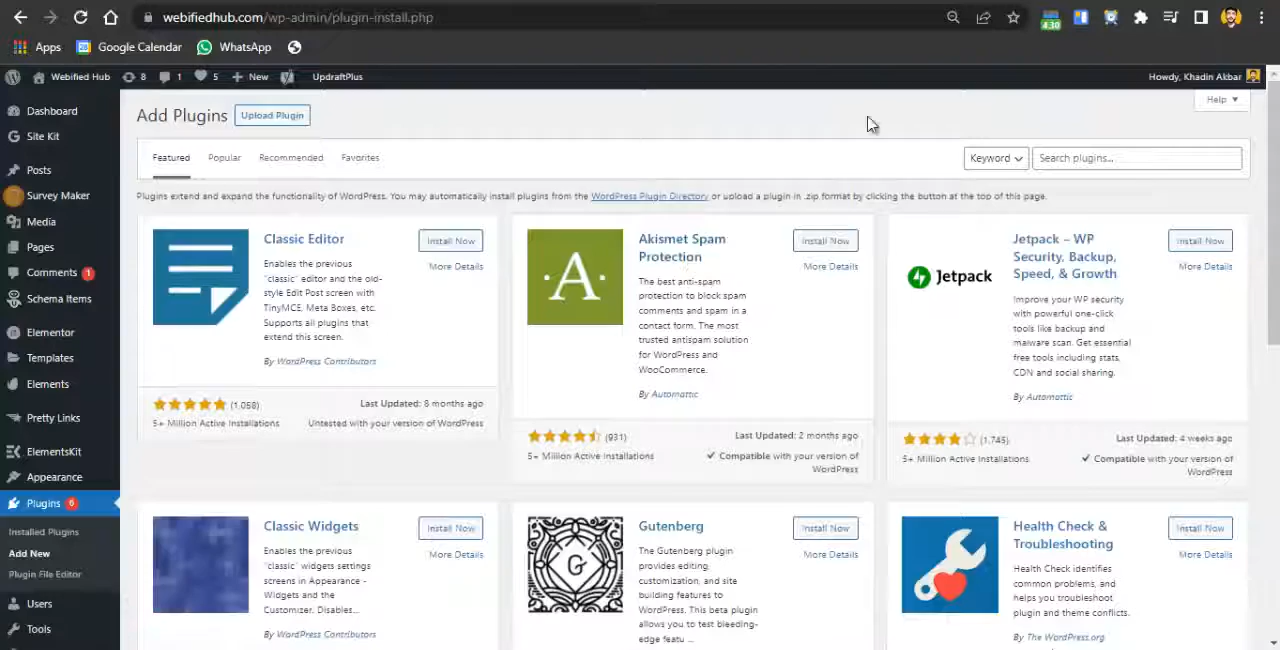 webifiedhub.com/wp-admin/plugin-install.php
4:30
Apps
Google Calendar
WhatsApp
Webified Hub
8
1
5
New
UpdraftPlus
Howdy, Khadin Akbar
Dashboard
Site Kit
Posts
Survey Maker
Media
Pages
Comments 1
Schema Items
Elementor
Templates
Elements
Pretty Links
ElementsKit
Appearance
Plugins 6
Installed Plugins
Add New
Plugin File Editor
Users
Tools
Add Plugins
Upload Plugin
Help
Featured
Popular
Recommended
Favorites
Keyword
Search plugins...
Plugins extend and expand the functionality of WordPress. You may automatically install plugins from the WordPress Plugin Directory or upload a plugin in .zip format by clicking the button at the top of this page.
Classic Editor
Install Now
More Details
Enables the previous
"classic" editor and the old-
style Edit Post screen with
TinyMCE, Meta Boxes, etc.
Supports all plugins that
extend this screen.
By WordPress Contributors
(1,058)
5+ Million Active Installations
Last Updated: 8 months ago
Untested with your version of WordPress
A
Akismet Spam
Protection
Install Now
More Details
The best anti-spam
protection to block spam
comments and spam in a
contact form. The most
trusted antispam solution
for WordPress and
WooCommerce.
By Automattic
(931)
5+ Million Active Installations
Last Updated: 2 months ago
Compatible with your version of
WordPress
Jetpack
Jetpack – WP
Security, Backup,
Speed, & Growth
Install Now
More Details
Improve your WP security
with powerful one-click
tools like backup and
malware scan. Get essential
free tools including stats,
CDN and social sharing.
By Automattic
(1,745)
5+ Million Active Installations
Last Updated: 4 weeks ago
Compatible with your version of
WordPress
Classic Widgets
Install Now
More Details
Enables the previous
"classic" widgets settings
screens in Appearance -
Widgets and the
Customizer. Disables...
By WordPress Contributors
G
Gutenberg
Install Now
More Details
The Gutenberg plugin
provides editing,
customization, and site
building features to
WordPress. This beta plugin
allows you to test bleeding-
edge featu ...
Health Check &
Troubleshooting
Install Now
More Details
Health Check identifies
common problems, and
helps you troubleshoot
plugin and theme conflicts.
By The WordPress.org